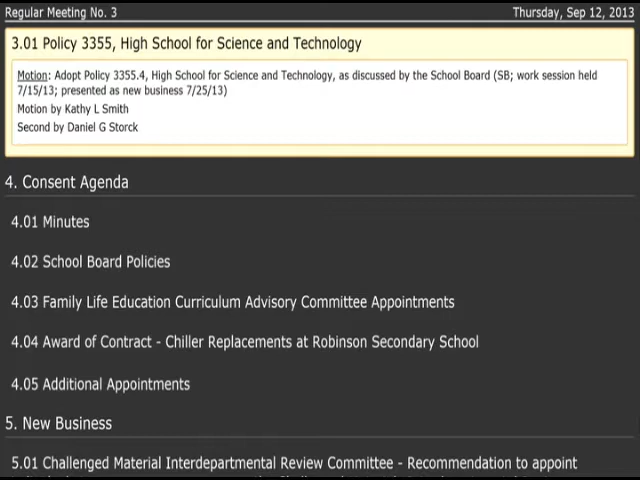 Regular Meeting No. 3
Thursday, Sep 12, 2013
3.01 Policy 3355, High School for Science and Technology
Motion: Adopt Policy 3355.4, High School for Science and Technology, as discussed by the School Board (SB; work session held
7/15/13; presented as new business 7/25/13)
Motion by Kathy L Smith
Second by Daniel G Storck
4. Consent Agenda
4.01 Minutes
4.02 School Board Policies
4.03 Family Life Education Curriculum Advisory Committee Appointments
4.04 Award of Contract - Chiller Replacements at Robinson Secondary School
4.05 Additional Appointments
5. New Business
5.01 Challenged Material Interdepartmental Review Committee - Recommendation to appoint